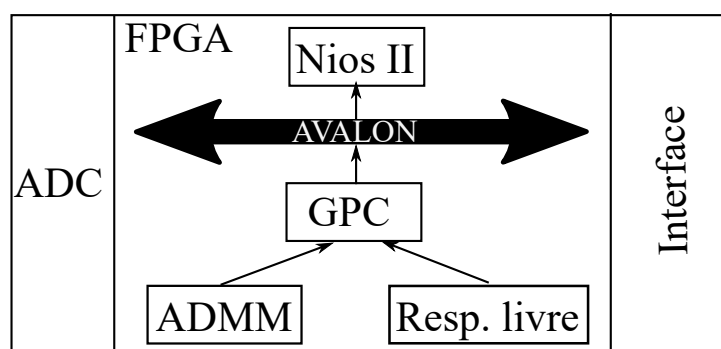 FPGA
Nios II
AVALON
ADC
GPC
Interface
ADMM
Resp. livre